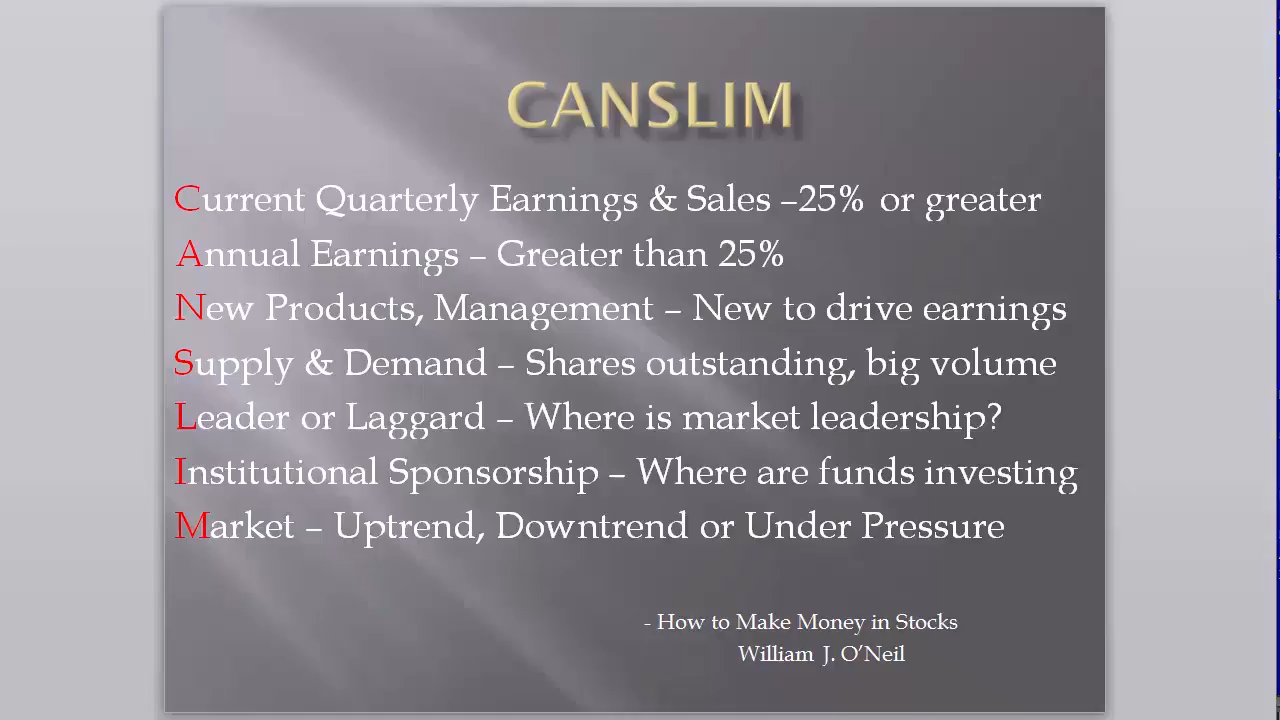 CANSLIM
Current Quarterly Earnings & Sales –25% or greater
Annual Earnings – Greater than 25%
New Products, Management – New to drive earnings
Supply & Demand – Shares outstanding, big volume
Leader or Laggard – Where is market leadership?
Institutional Sponsorship – Where are funds investing
Market – Uptrend, Downtrend or Under Pressure
- How to Make Money in Stocks
William J. O’Neil